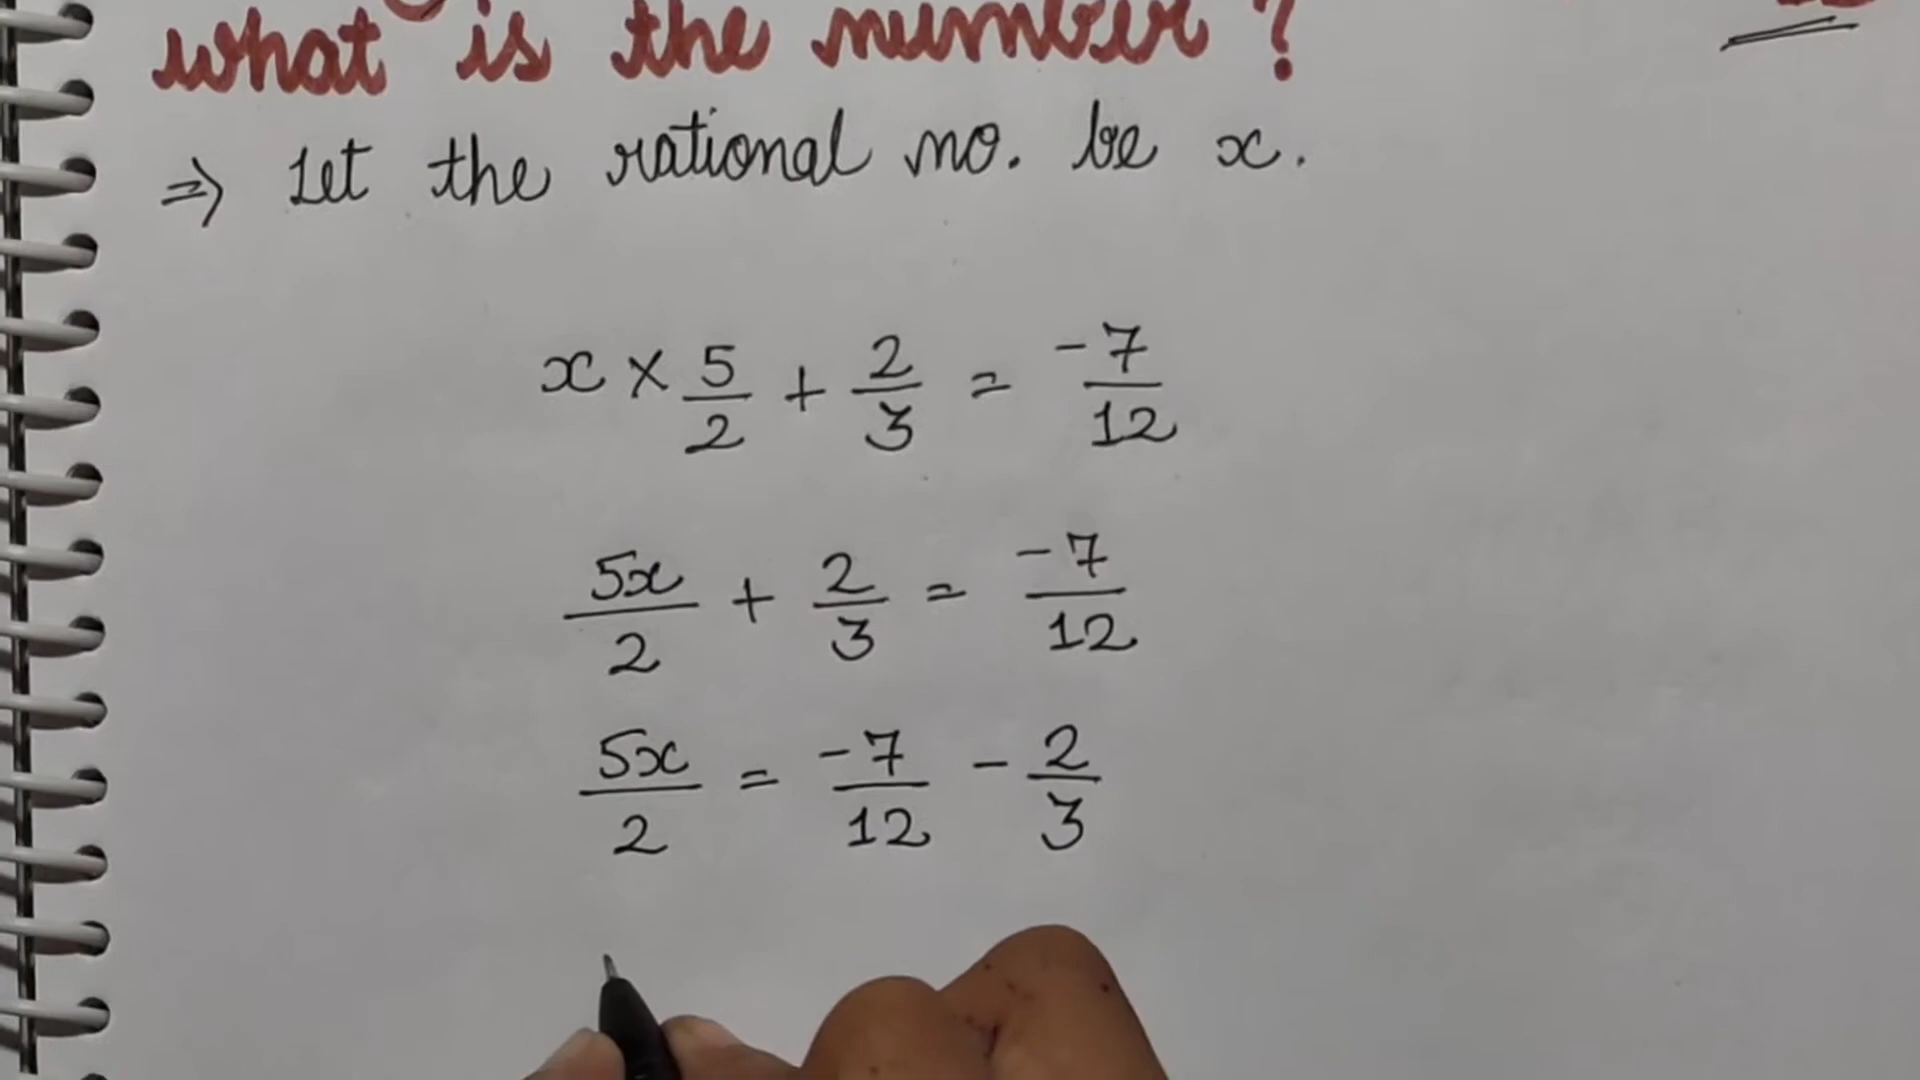 what is the number?
⇒ Let the rational no. be x.
x × 5/2 + 2/3 = -7/12
5x/2 + 2/3 = -7/12
5x/2 = -7/12 - 2/3